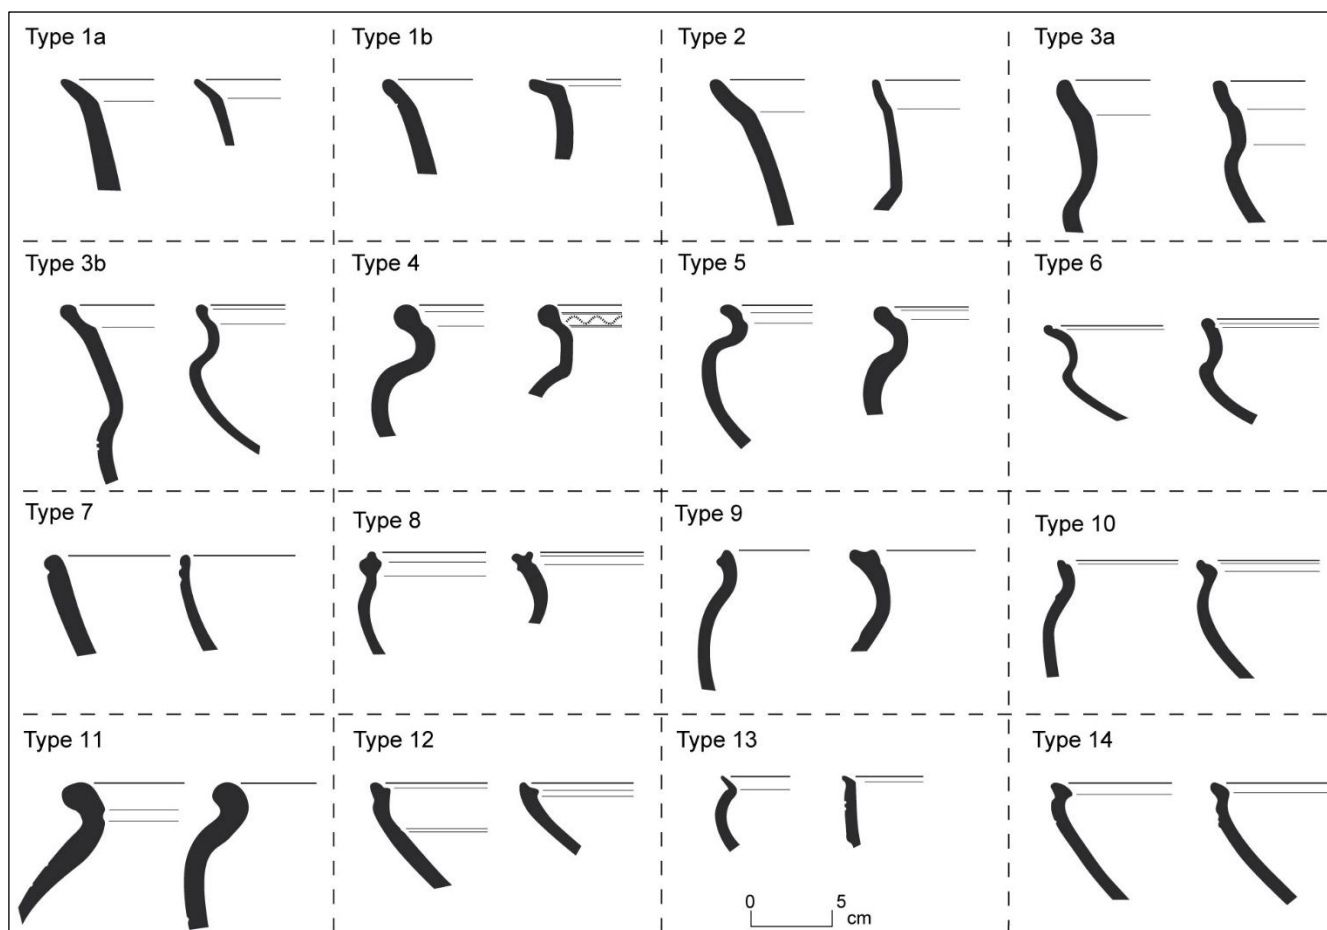 Type 1a
Type 1b
Type 2
Type 3a
Type 3b
Type 4
Type 5
Type 6
Type 7
Type 8
Type 9
Type 10
Type 11
Type 12
Type 13
Type 14
0 5
cm